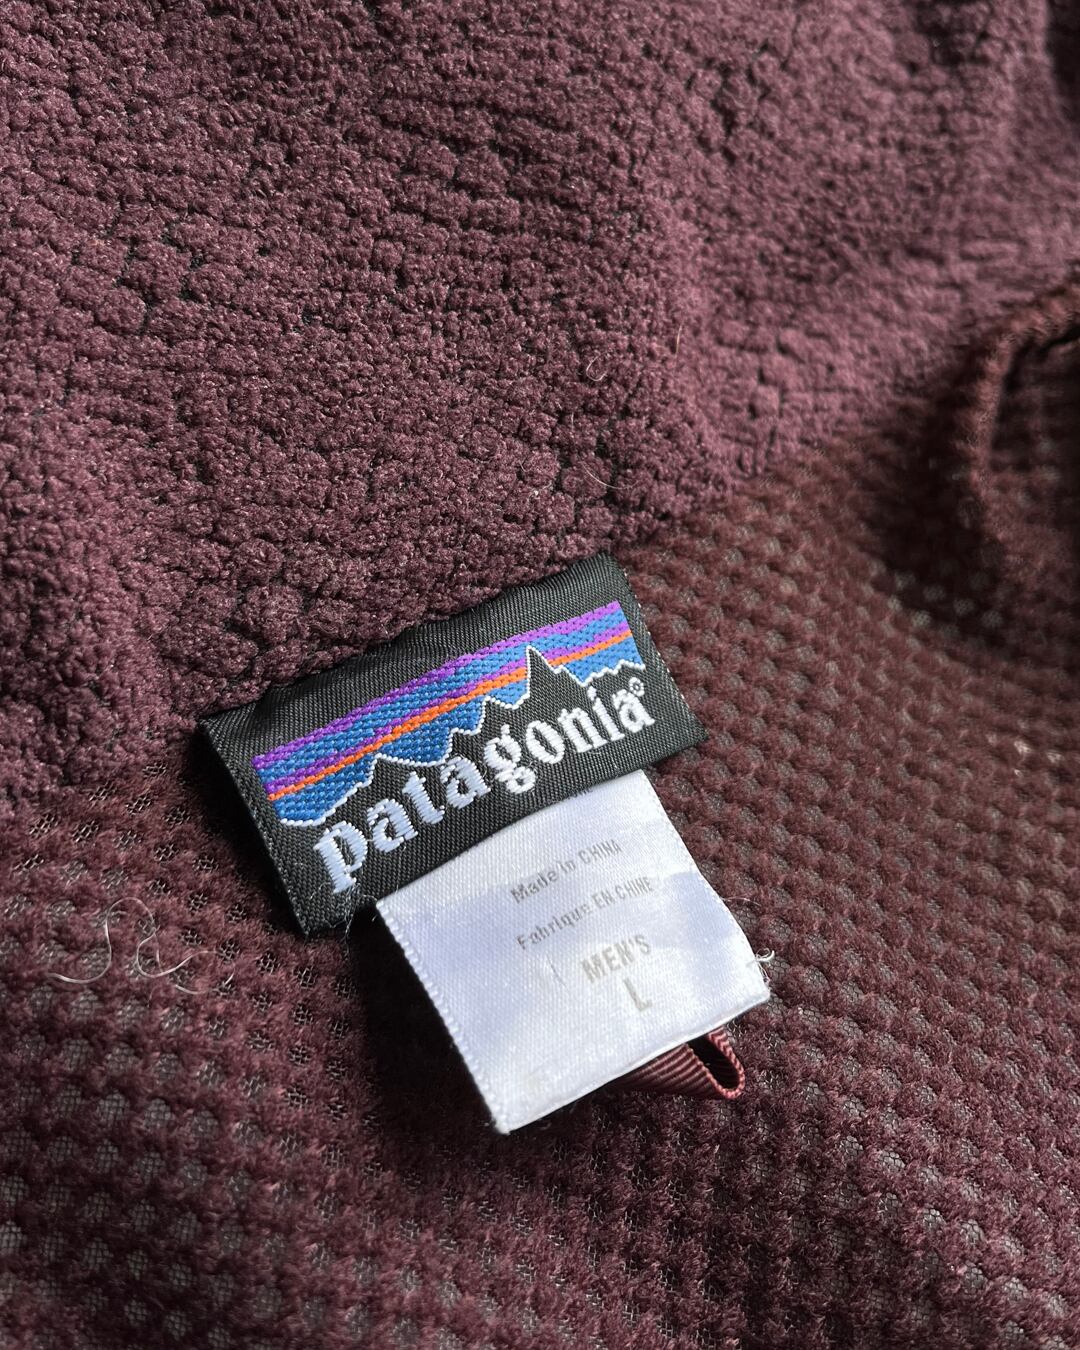 patagonia®
Made in CHINA
Fabriqué EN CHINE
MEN'S
L